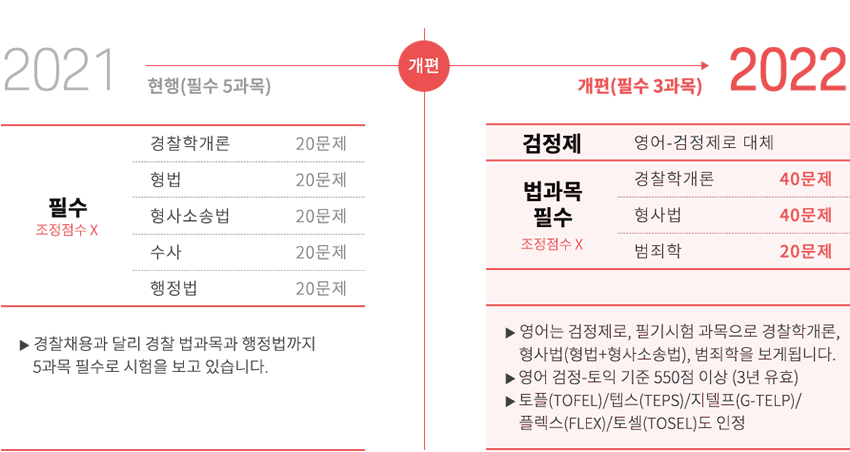 2021
현행(필수 5과목)
개편
개편(필수 3과목)
2022
필수
조정점수 X
경찰학개론 20문제
형법 20문제
형사소송법 20문제
수사 20문제
행정법 20문제
▶ 경찰채용과 달리 경찰 법과목과 행정법까지
5과목 필수로 시험을 보고 있습니다.
검정제 영어-검정제로 대체
법과목
필수
조정점수 X
경찰학개론 40문제
형사법 40문제
범죄학 20문제
▶ 영어는 검정제로, 필기시험 과목으로 경찰학개론,
형사법(형법+형사소송법), 범죄학을 보게됩니다.
▶ 영어 검정-토익 기준 550점 이상 (3년 유효)
▶ 토플(TOFEL)/텝스(TEPS)/지텔프(G-TELP)/
플렉스(FLEX)/토셀(TOSEL)도 인정